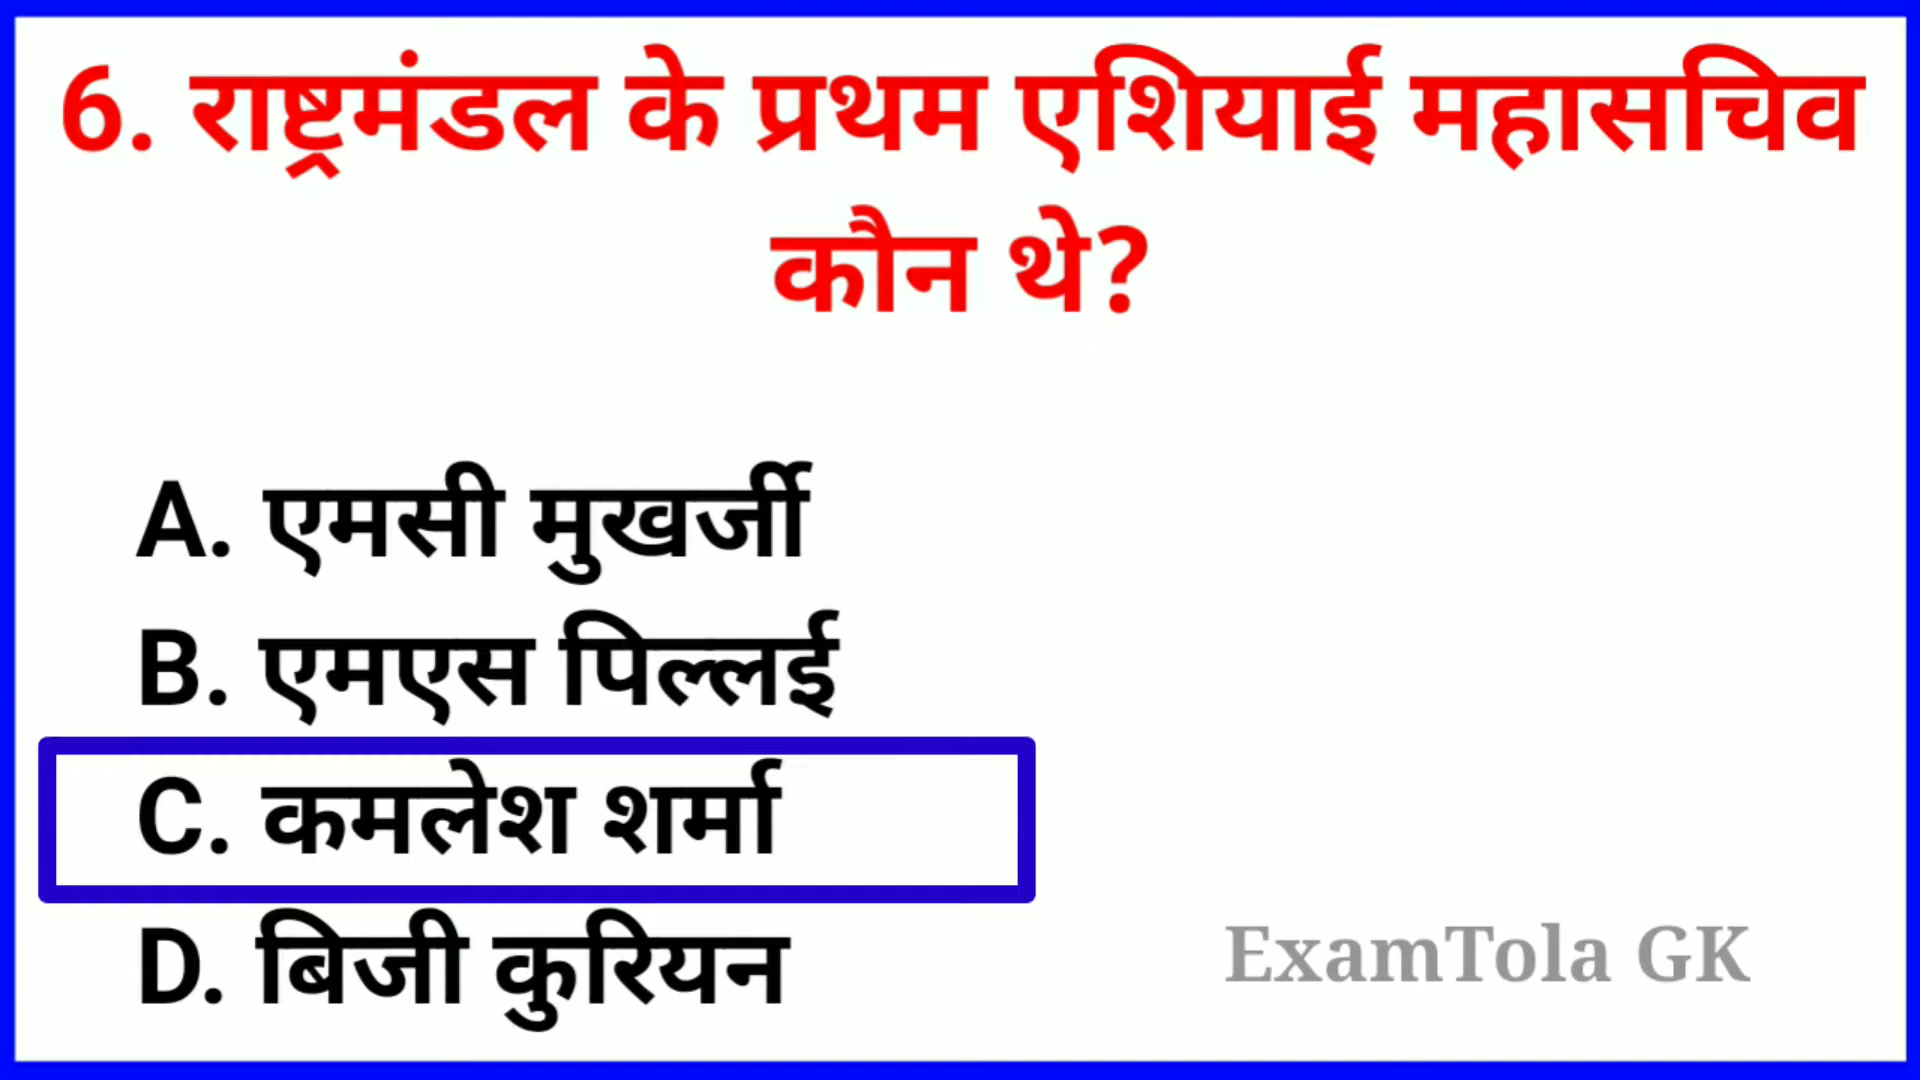 6. राष्ट्रमंडल के प्रथम एशियाई महासचिव
कौन थे?
A. एमसी मुखर्जी
B. एमएस पिल्लई
C. कमलेश शर्मा
D. बिजी कुरियन
ExamTola GK